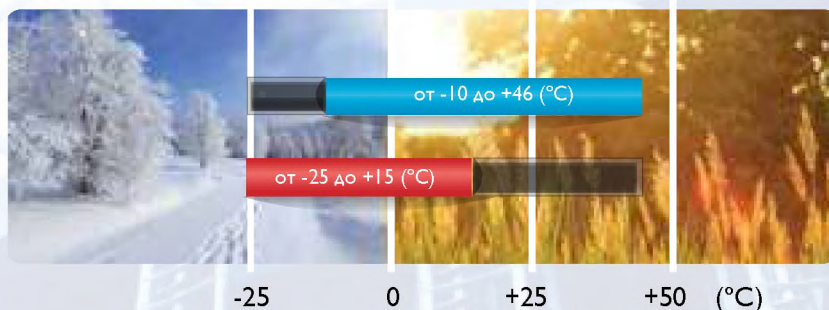 от -10 до +46 (°C)
от -25 до +15 (°C)
-25 0 +25 +50 (°C)